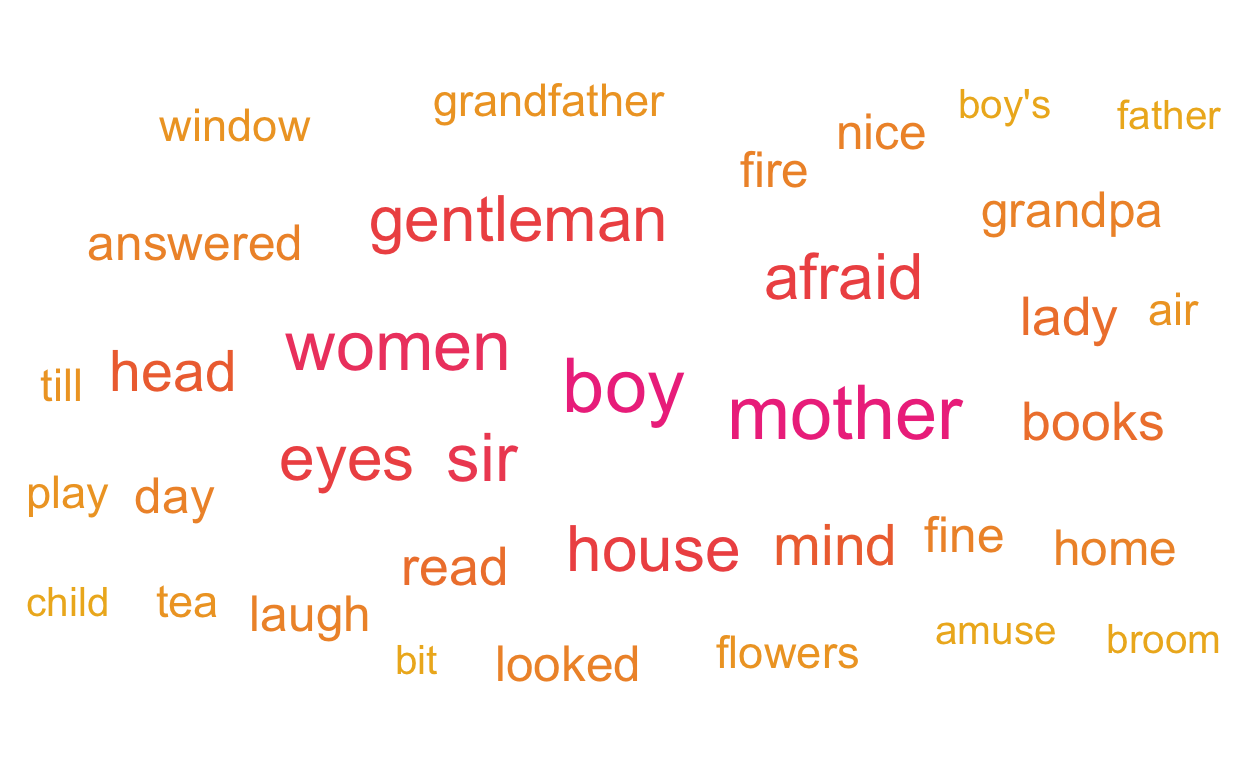 window
grandfather
boy's
father
fire
nice
answered
gentleman
afraid
grandpa
lady
air
till
head
women
boy
mother
books
play
day
eyes
sir
child
tea
laugh
read
house
mind
fine
home
bit
looked
flowers
amuse
broom